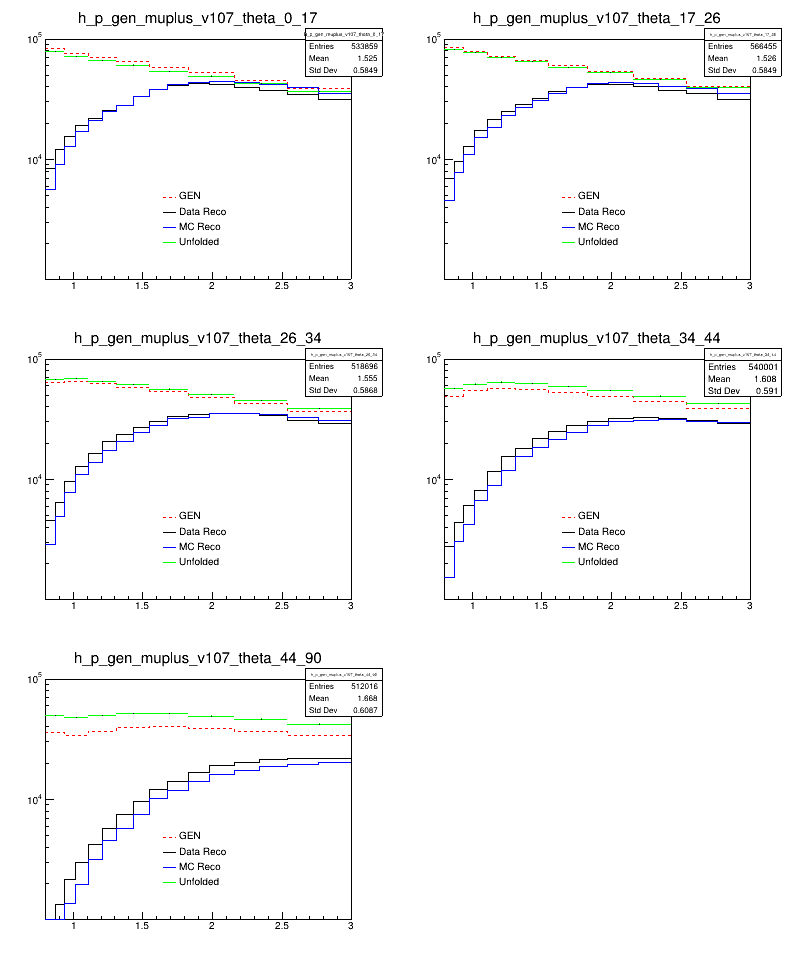 h_p_gen_muplus_v107_theta_0_17
h_p_gen_muplus_v107_theta_0_17
Entries 533859
Mean 1.525
Std Dev 0.5849
10^5
10^4
GEN
Data Reco
MC Reco
Unfolded
1 1.5 2 2.5 3
h_p_gen_muplus_v107_theta_17_26
h_p_gen_muplus_v107_theta_17_26
Entries 566455
Mean 1.526
Std Dev 0.5849
10^5
10^4
GEN
Data Reco
MC Reco
Unfolded
1 1.5 2 2.5 3
h_p_gen_muplus_v107_theta_26_34
h_p_gen_muplus_v107_theta_26_34
Entries 518696
Mean 1.555
Std Dev 0.5868
10^5
10^4
GEN
Data Reco
MC Reco
Unfolded
1 1.5 2 2.5 3
h_p_gen_muplus_v107_theta_34_44
h_p_gen_muplus_v107_theta_34_44
Entries 540001
Mean 1.608
Std Dev 0.591
10^5
10^4
GEN
Data Reco
MC Reco
Unfolded
1 1.5 2 2.5 3
h_p_gen_muplus_v107_theta_44_90
h_p_gen_muplus_v107_theta_44_90
Entries 512016
Mean 1.668
Std Dev 0.6087
10^5
10^4
GEN
Data Reco
MC Reco
Unfolded
1 1.5 2 2.5 3